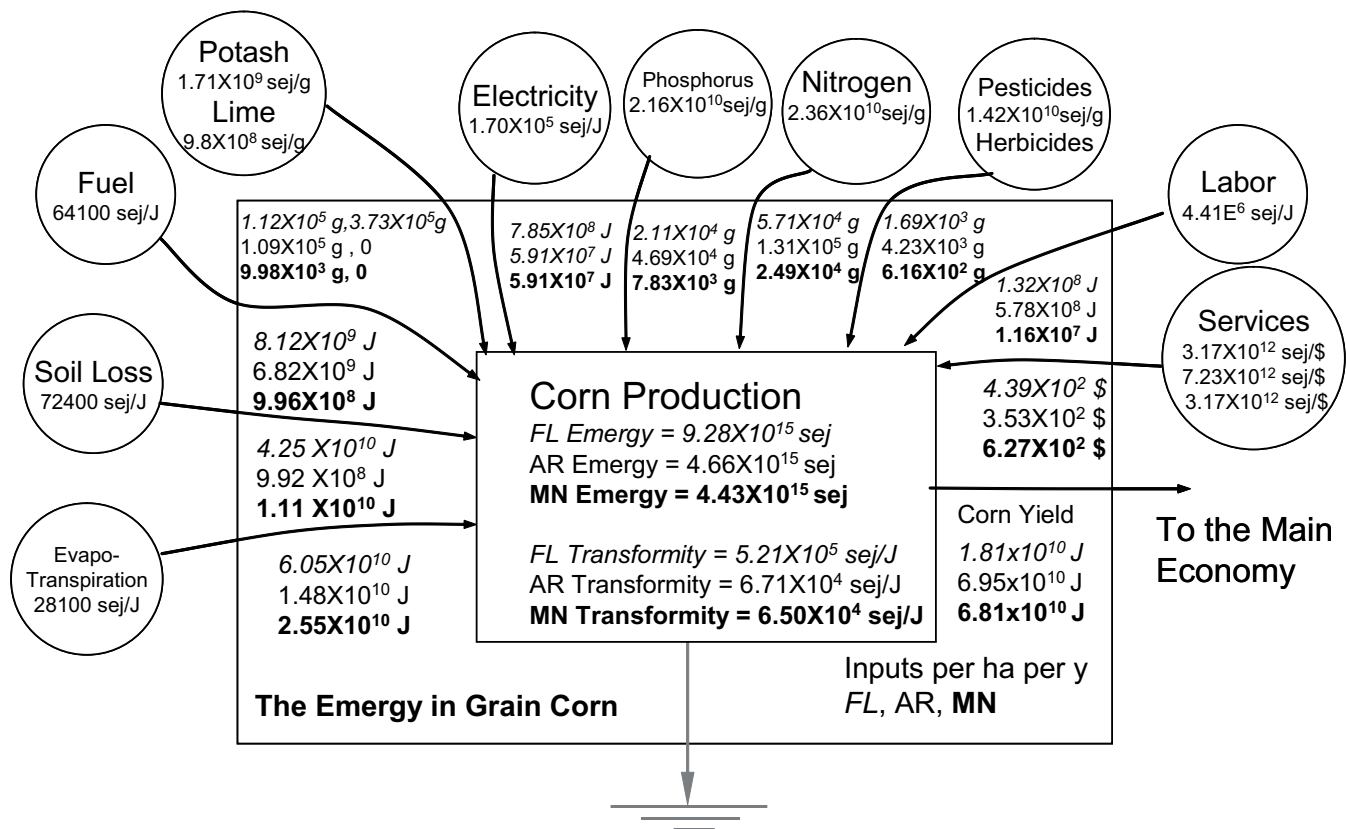 Potash
1.71X10⁹ sej/g
Lime
9.8X10⁸ sej/g
Electricity
1.70X10⁵ sej/J
Phosphorus
2.16X10¹⁰sej/g
Nitrogen
2.36X10¹⁰sej/g
Pesticides
1.42X10¹⁰sej/g
Herbicides
Labor
4.41E⁶ sej/J
Fuel
64100 sej/J
Soil Loss
72400 sej/J
Evapo-
Transpiration
28100 sej/J
Services
3.17X10¹² sej/$
7.23X10¹² sej/$
3.17X10¹² sej/$
1.12X10⁵ g,3.73X10⁵g
1.09X10⁵ g , 0
9.98X10³ g, 0
7.85X10⁸ J
5.91X10⁷ J
5.91X10⁷ J
2.11X10⁴ g
4.69X10⁴ g
7.83X10³ g
5.71X10⁴ g
1.31X10⁵ g
2.49X10⁴ g
1.69X10³ g
4.23X10³ g
6.16X10² g
1.32X10⁸ J
5.78X10⁸ J
1.16X10⁷ J
8.12X10⁹ J
6.82X10⁹ J
9.96X10⁸ J
4.39X10² $
3.53X10² $
6.27X10² $
4.25 X10¹⁰ J
9.92 X10⁸ J
1.11 X10¹⁰ J
6.05X10¹⁰ J
1.48X10¹⁰ J
2.55X10¹⁰ J
Corn Production
FL Emergy = 9.28X10¹⁵ sej
AR Emergy = 4.66X10¹⁵ sej
MN Emergy = 4.43X10¹⁵ sej
FL Transformity = 5.21X10⁵ sej/J
AR Transformity = 6.71X10⁴ sej/J
MN Transformity = 6.50X10⁴ sej/J
Corn Yield
1.81x10¹⁰ J
6.95x10¹⁰ J
6.81x10¹⁰ J
To the Main
Economy
Inputs per ha per y
FL, AR, MN
The Emergy in Grain Corn